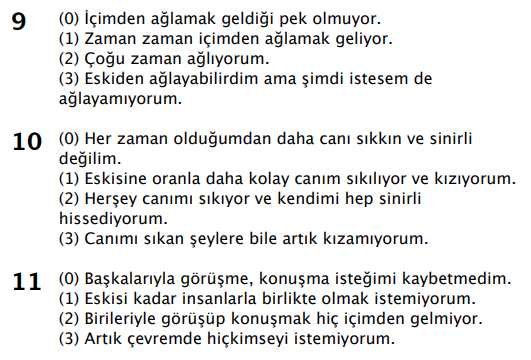 9 (0) İçimden ağlamak geldiği pek olmuyor.
(1) Zaman zaman içimden ağlamak geliyor.
(2) Çoğu zaman ağlıyorum.
(3) Eskiden ağlayabilirdim ama şimdi istesem de
ağlayamıyorum.
10 (0) Her zaman olduğumdan daha canı sıkkın ve sinirli
değilim.
(1) Eskisine oranla daha kolay canım sıkılıyor ve kızıyorum.
(2) Herşey canımı sıkıyor ve kendimi hep sinirli
hissediyorum.
(3) Canımı sıkan şeylere bile artık kızamıyorum.
11 (0) Başkalarıyla görüşme, konuşma isteğimi kaybetmedim.
(1) Eskisi kadar insanlarla birlikte olmak istemiyorum.
(2) Birileriyle görüşüp konuşmak hiç içimden gelmiyor.
(3) Artık çevremde hiçkimseyi istemiyorum.